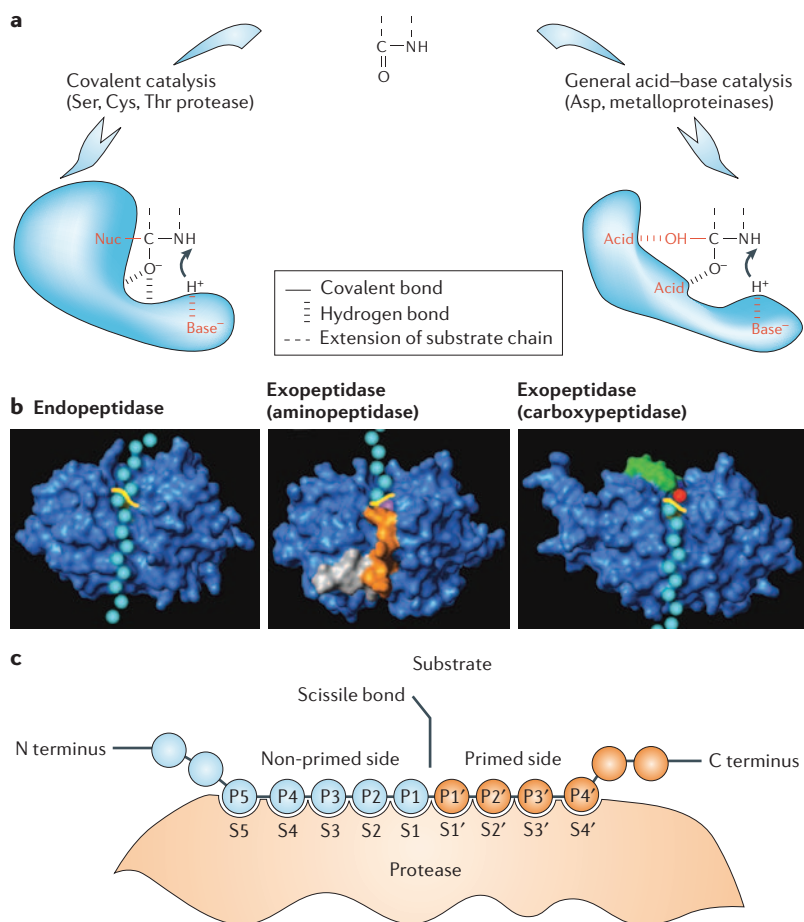 a
C
NH
O
Covalent catalysis
(Ser, Cys, Thr protease)
General acid–base catalysis
(Asp, metalloproteinases)
Nuc
C
NH
O⁻
H⁺
Base⁻
Acid
OH
C
NH
Acid
O⁻
H⁺
Base⁻
Covalent bond
Hydrogen bond
Extension of substrate chain
b Endopeptidase
Exopeptidase
(aminopeptidase)
Exopeptidase
(carboxypeptidase)
c
Substrate
Scissile bond
N terminus
Non-primed side
Primed side
C terminus
P5 P4 P3 P2 P1 P1′ P2′ P3′ P4′
S5 S4 S3 S2 S1 S1′ S2′ S3′ S4′
Protease